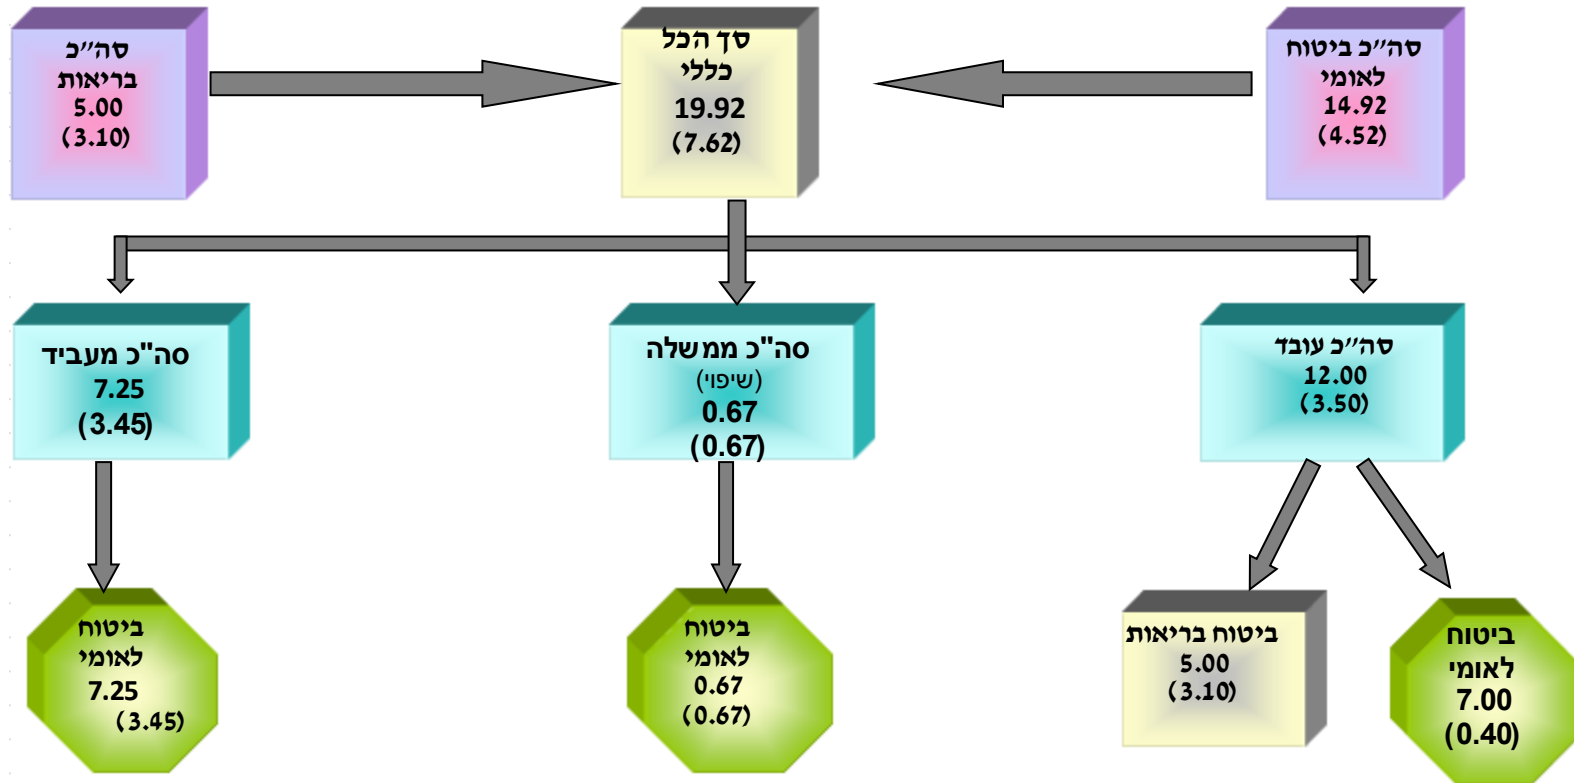 סה״כ ביטוח
לאומי
14.92
(4.52)
סך הכל
כללי
19.92
(7.62)
סה״כ
בריאות
5.00
(3.10)
סה״כ עובד
12.00
(3.50)
סה"כ ממשלה
(שיפוי)
0.67
(0.67)
סה"כ מעביד
7.25
(3.45)
ביטוח
לאומי
7.00
(0.40)
ביטוח בריאות
5.00
(3.10)
ביטוח
לאומי
0.67
(0.67)
ביטוח
לאומי
7.25
(3.45)